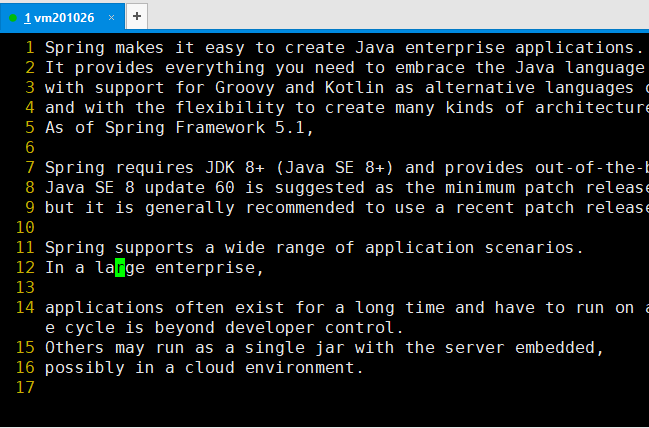 1 vm201026 ×
+
1 Spring makes it easy to create Java enterprise applications.
2 It provides everything you need to embrace the Java language
3 with support for Groovy and Kotlin as alternative languages
4 and with the flexibility to create many kinds of architecture
5 As of Spring Framework 5.1,
6
7 Spring requires JDK 8+ (Java SE 8+) and provides out-of-the-
8 Java SE 8 update 60 is suggested as the minimum patch release
9 but it is generally recommended to use a recent patch release
10
11 Spring supports a wide range of application scenarios.
12 In a large enterprise,
13
14 applications often exist for a long time and have to run on
e cycle is beyond developer control.
15 Others may run as a single jar with the server embedded,
16 possibly in a cloud environment.
17